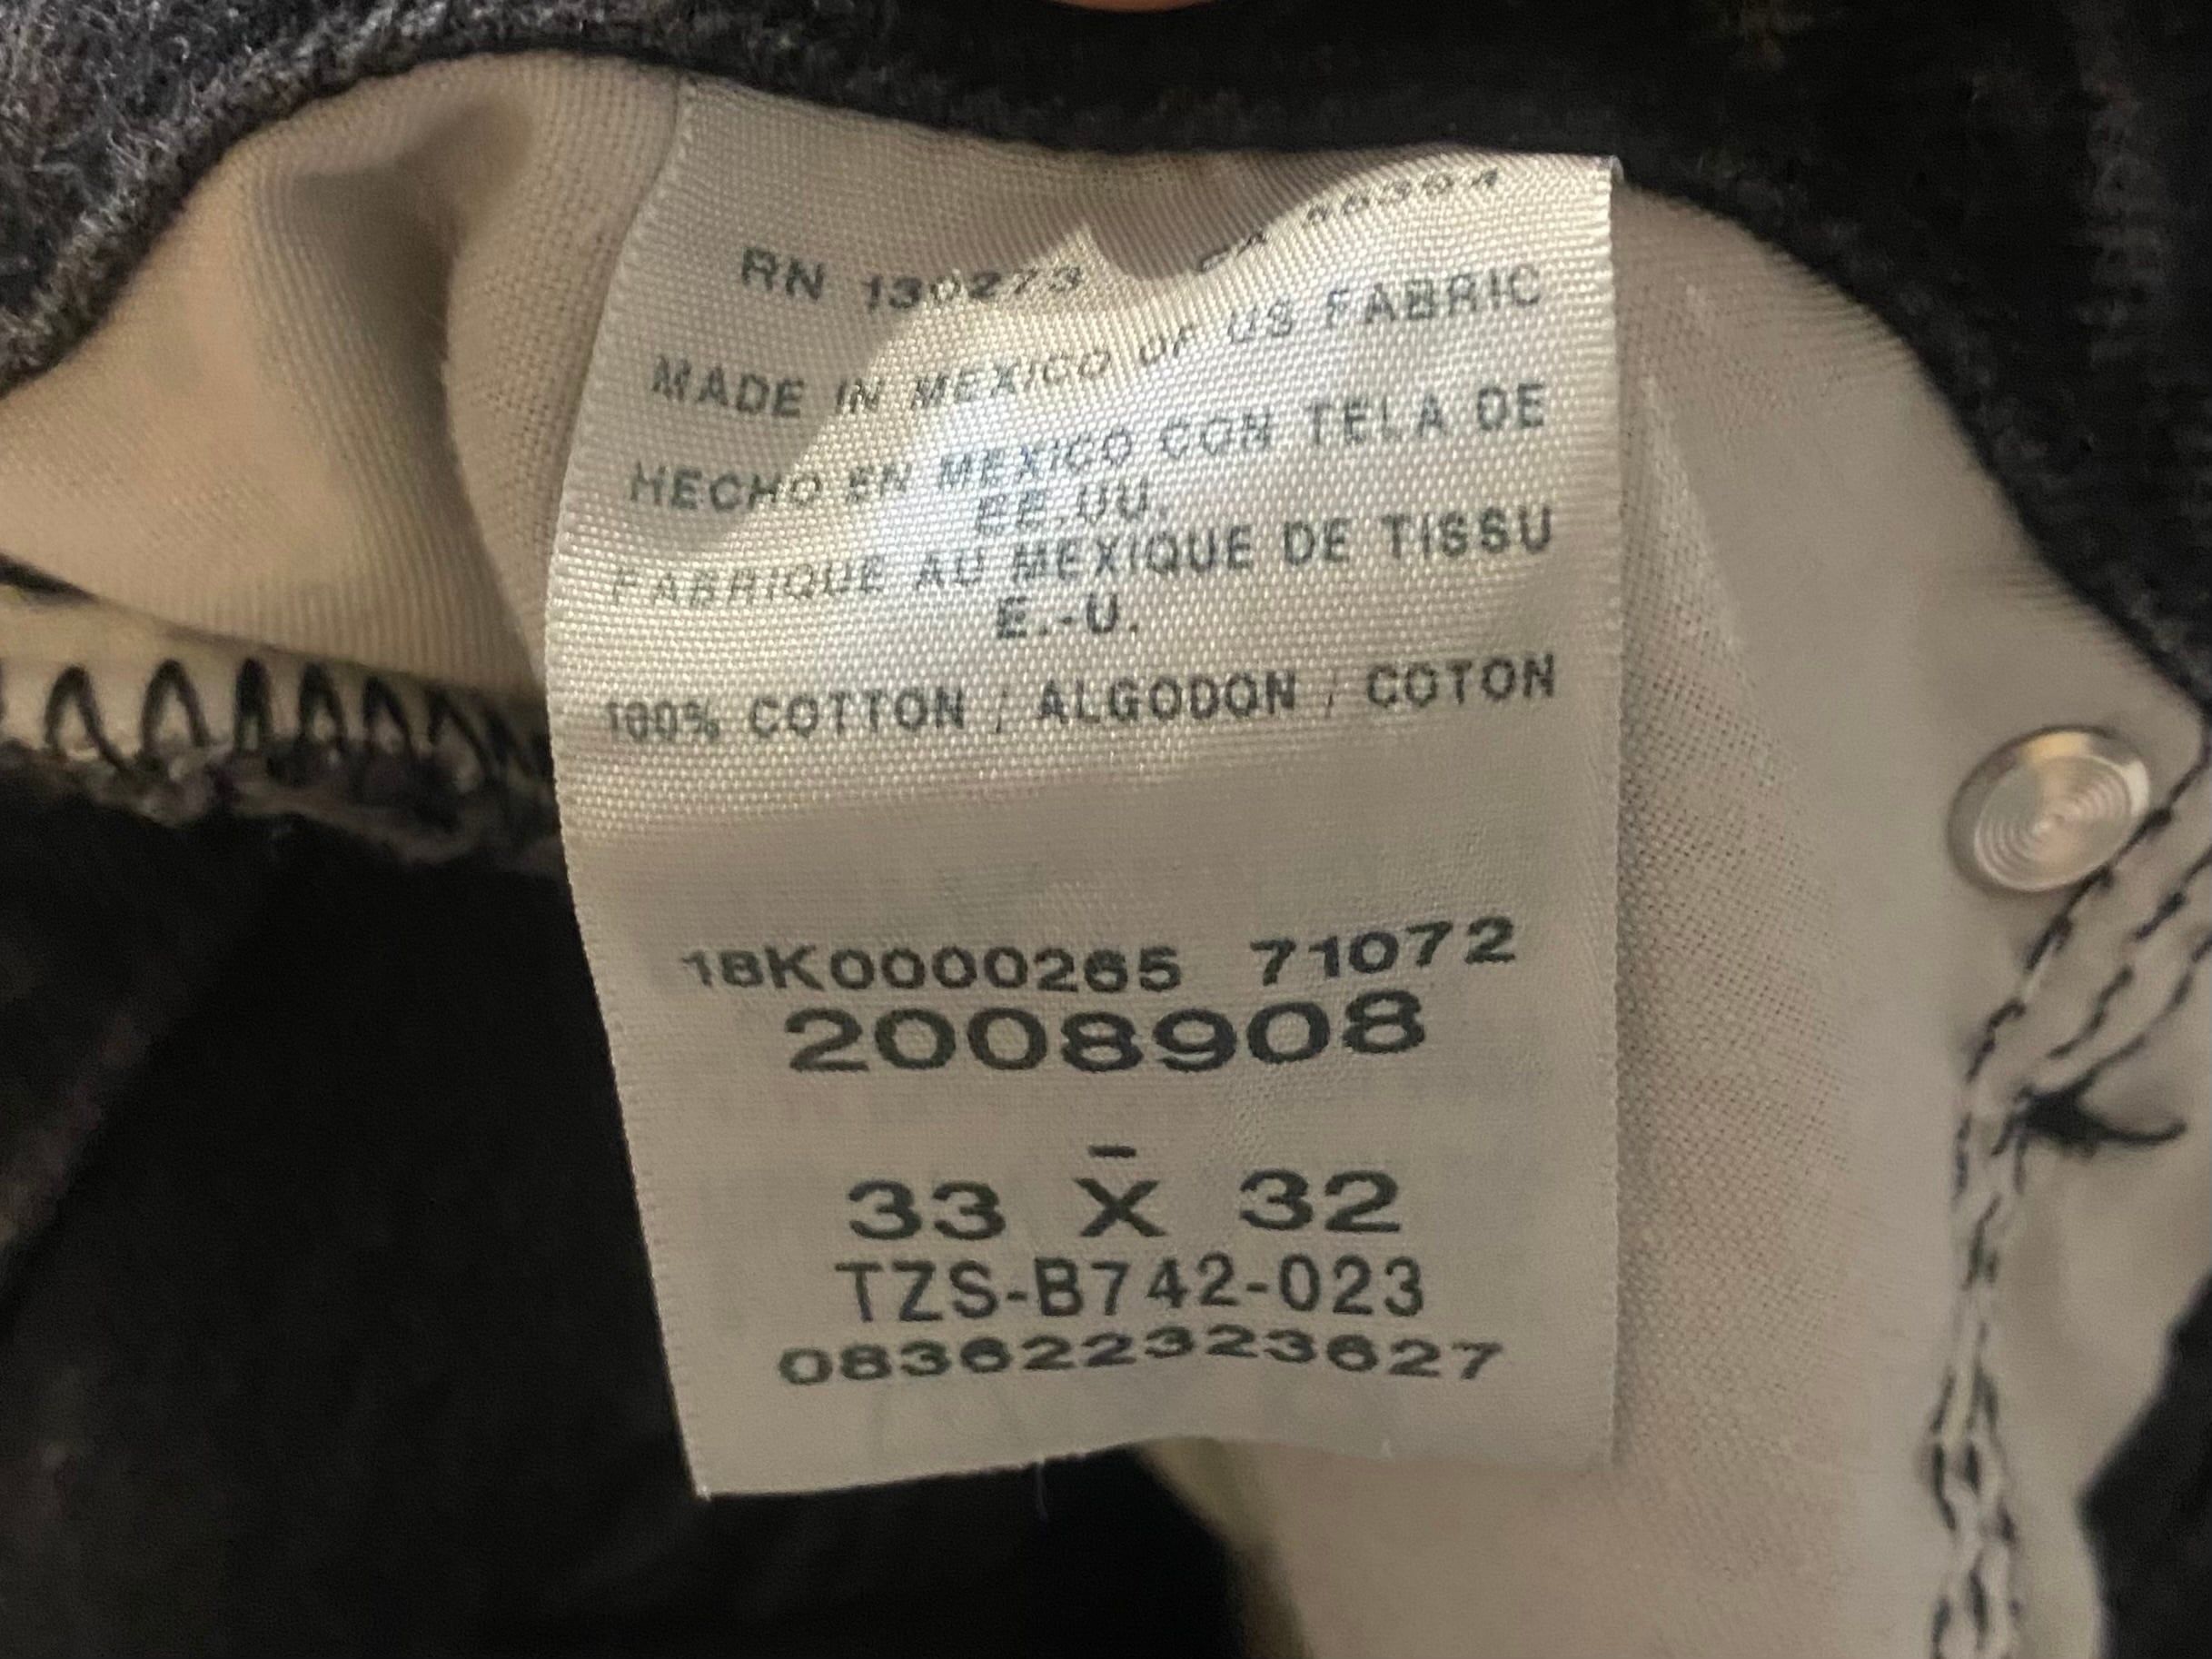 RN 130273 CA
MADE IN MEXICO OF US FABRIC
HECHO EN MEXICO CON TELA DE
EE.UU.
FABRIQUE AU MEXIQUE DE TISSU
E.-U.
100% COTTON / ALGODON / COTON
18K0000265 71072
2008908
-
33 X 32
TZS-B742-023
083622323627